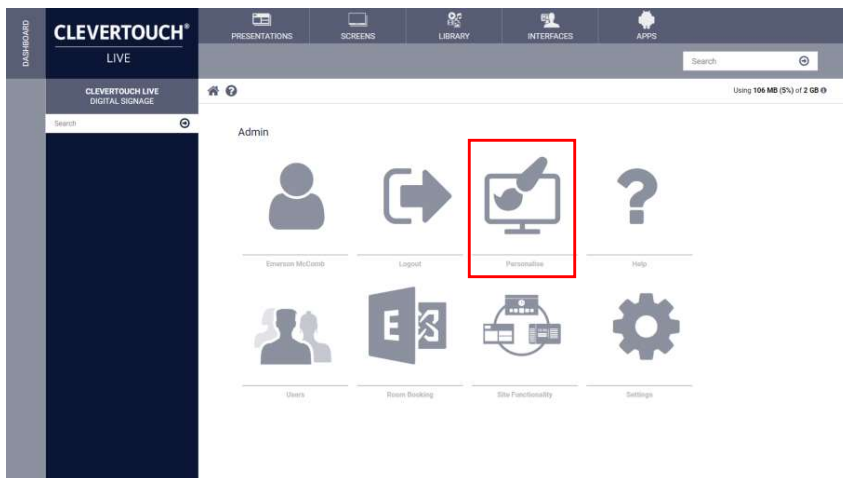 DASHBOARD
CLEVERTOUCH®
LIVE
PRESENTATIONS
SCREENS
LIBRARY
INTERFACES
APPS
Search
CLEVERTOUCH LIVE
DIGITAL SIGNAGE
Search
Using 106 MB (5%) of 2 GB
Admin
Emerson McComb
Logout
Personalise
Help
Users
Room Booking
Site Functionality
Settings